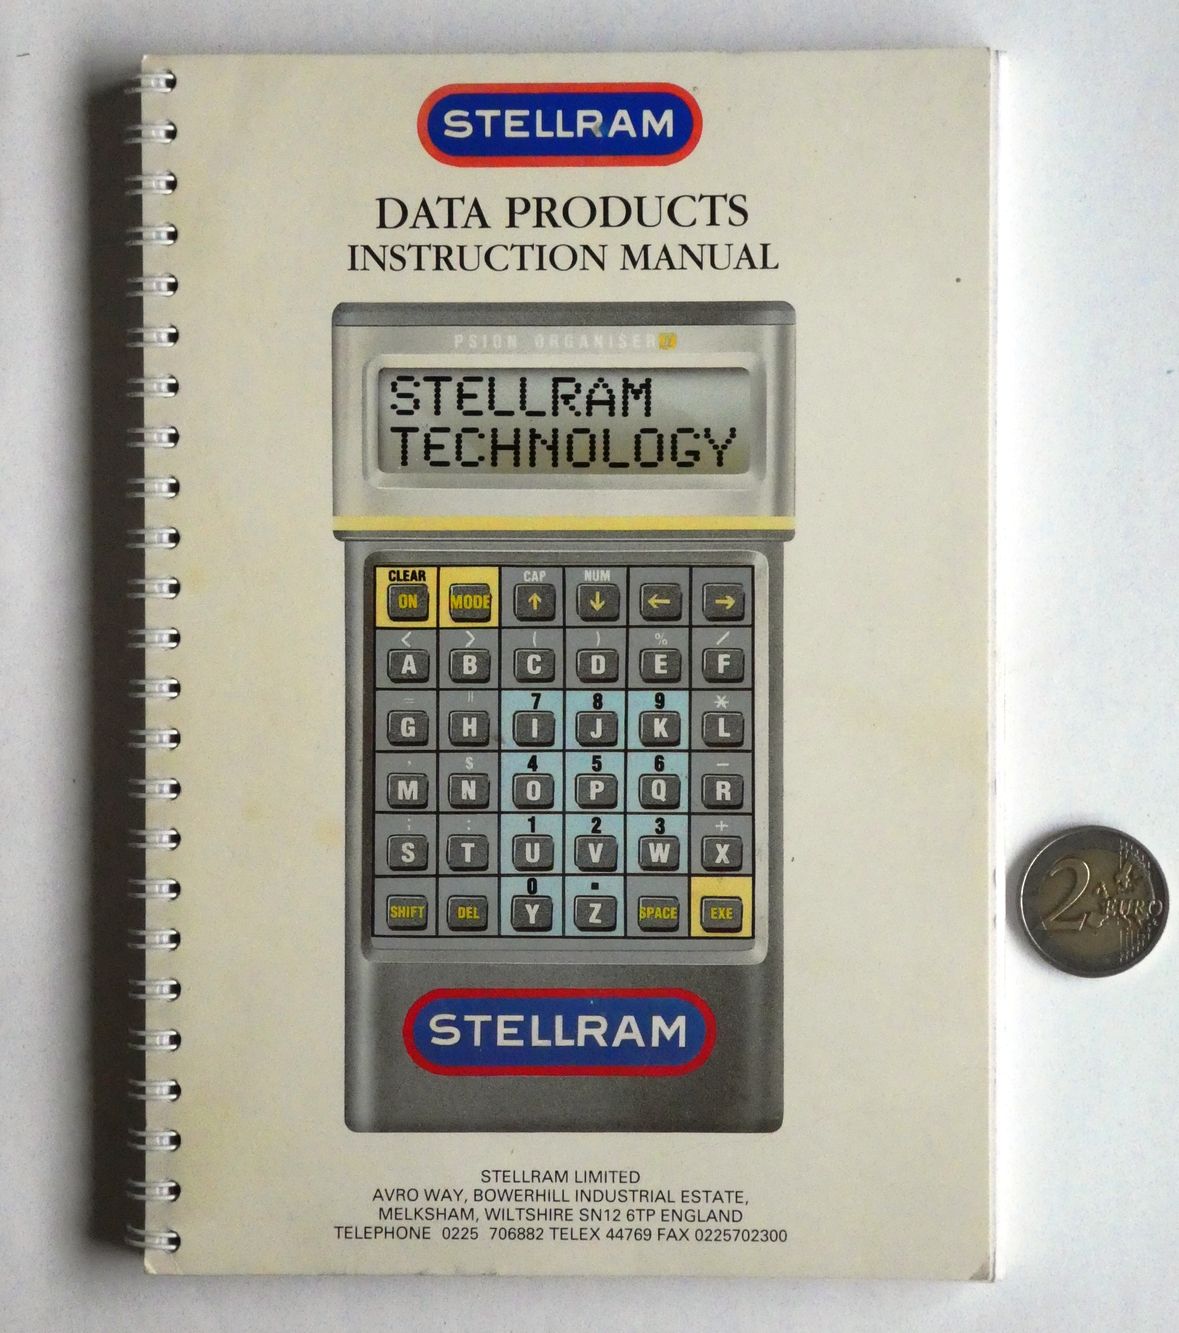 STELLRAM
DATA PRODUCTS
INSTRUCTION MANUAL
PSION ORGANISER II
STELLRAM
TECHNOLOGY
CLEAR CAP NUM
ON MODE ↑ ↓ ← →
< > ( ) % /
A B C D E F
= " 7 8 9 *
G H I J K L
, $ 4 5 6 -
M N O P Q R
; : 1 2 3 +
S T U V W X
0 .
SHIFT DEL Y Z SPACE EXE
STELLRAM
STELLRAM LIMITED
AVRO WAY, BOWERHILL INDUSTRIAL ESTATE,
MELKSHAM, WILTSHIRE SN12 6TP ENGLAND
TELEPHONE 0225 706882 TELEX 44769 FAX 0225702300
2 EURO